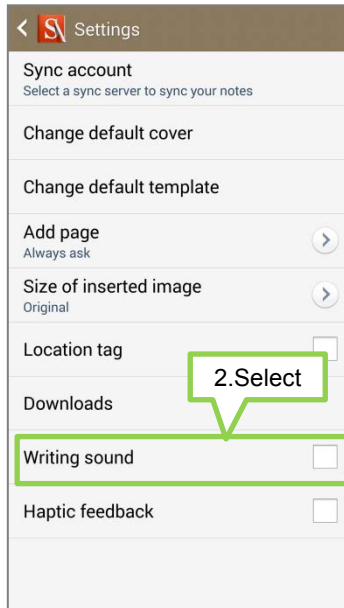 Settings
Sync account
Select a sync server to sync your notes
Change default cover
Change default template
Add page
Always ask
Size of inserted image
Original
Location tag
2.Select
Downloads
Writing sound
Haptic feedback